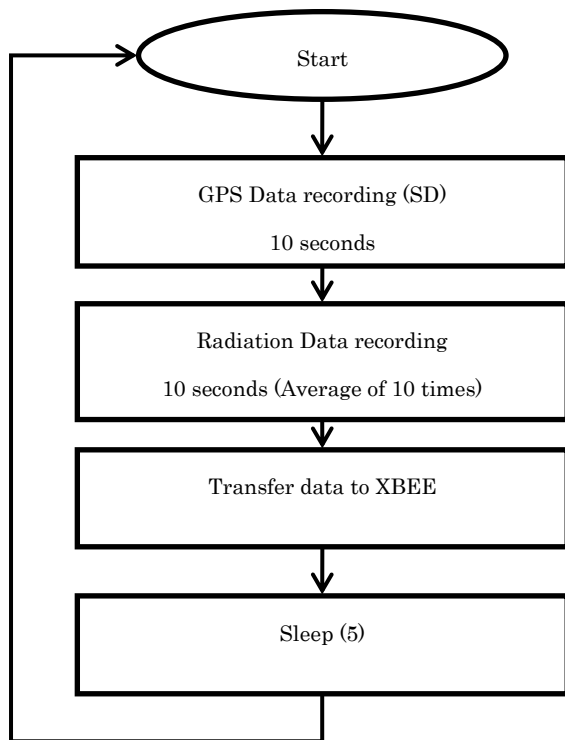 Start
GPS Data recording (SD)
10 seconds
Radiation Data recording
10 seconds (Average of 10 times)
Transfer data to XBEE
Sleep (5)